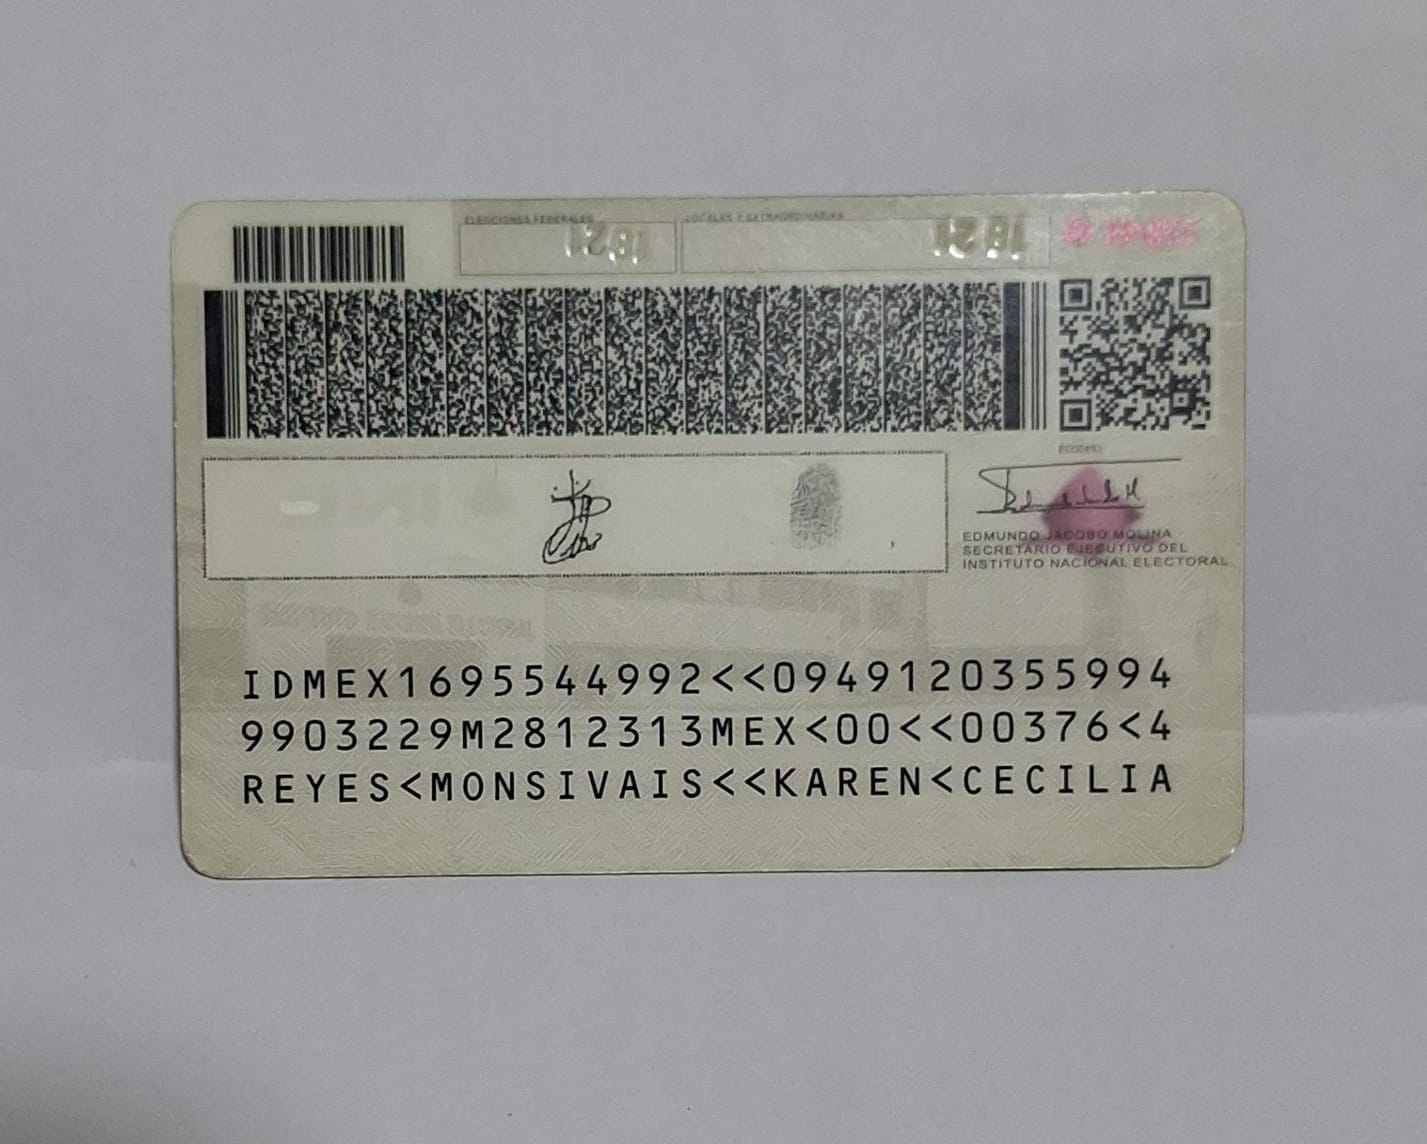 ELECCIONES FEDERALES
LOCALES Y EXTRAORDINARIAS
EDMUNDO JACOBO MOLINA
SECRETARIO EJECUTIVO DEL
INSTITUTO NACIONAL ELECTORAL
IDMEX1695544992<<0949120355994
9903229M2812313MEX<00<<00376<4
REYES<MONSIVAIS<<KAREN<CECILIA